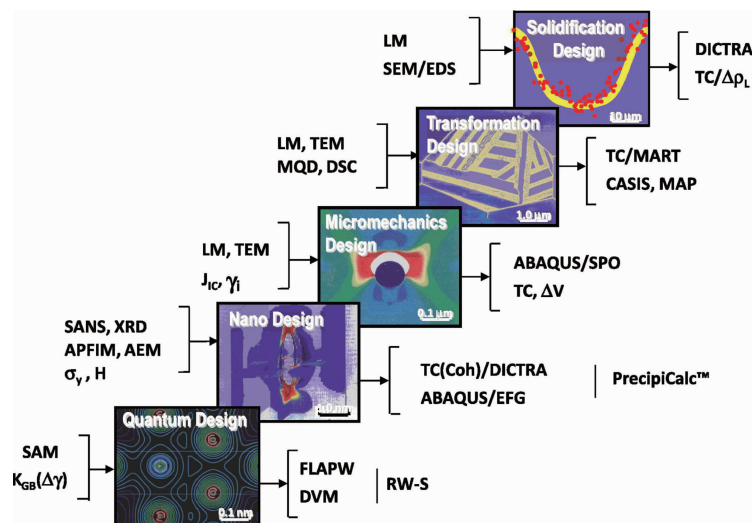 Solidification
Design
LM
SEM/EDS
DICTRA
TC/Δρ_L
10 μm
Transformation
Design
LM, TEM
MQD, DSC
TC/MART
CASIS, MAP
1.0 μm
Micromechanics
Design
LM, TEM
J_IC, γ_i
ABAQUS/SPO
TC, ΔV
0.1 μm
Nano Design
SANS, XRD
APFIM, AEM
σ_y , H
TC(Coh)/DICTRA
ABAQUS/EFG
PrecipiCalc™
1.0 nm
Quantum Design
SAM
K_GB(Δγ)
FLAPW
DVM
RW-S
0.1 nm